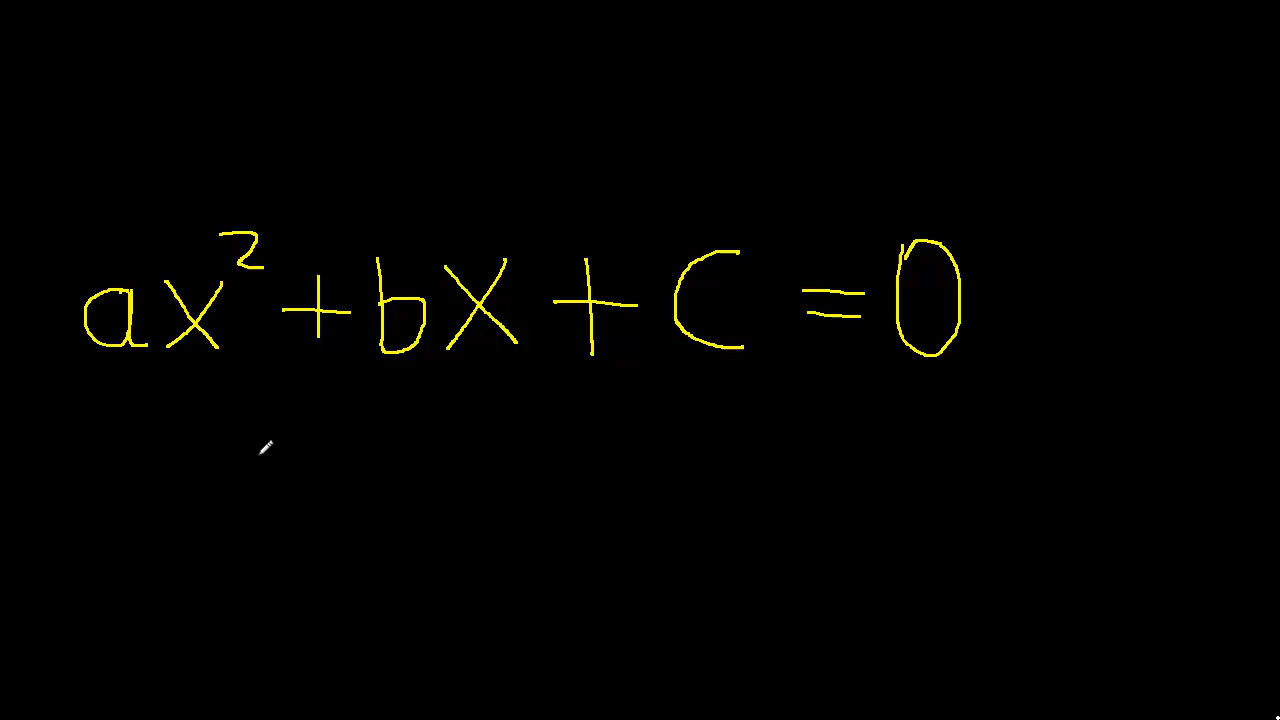 ax² + bx + c = 0